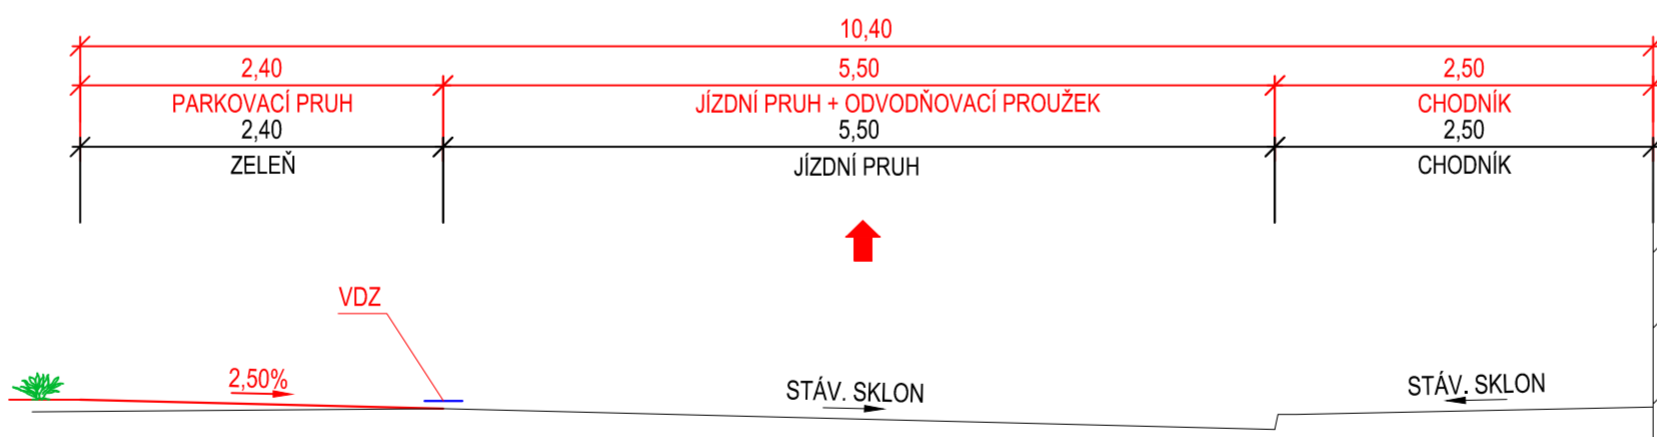 10,40
2,40 5,50 2,50
PARKOVACÍ PRUH JÍZDNÍ PRUH + ODVODŇOVACÍ PROUŽEK CHODNÍK
2,40 5,50 2,50
ZELEŇ JÍZDNÍ PRUH CHODNÍK
VDZ
2,50% STÁV. SKLON STÁV. SKLON